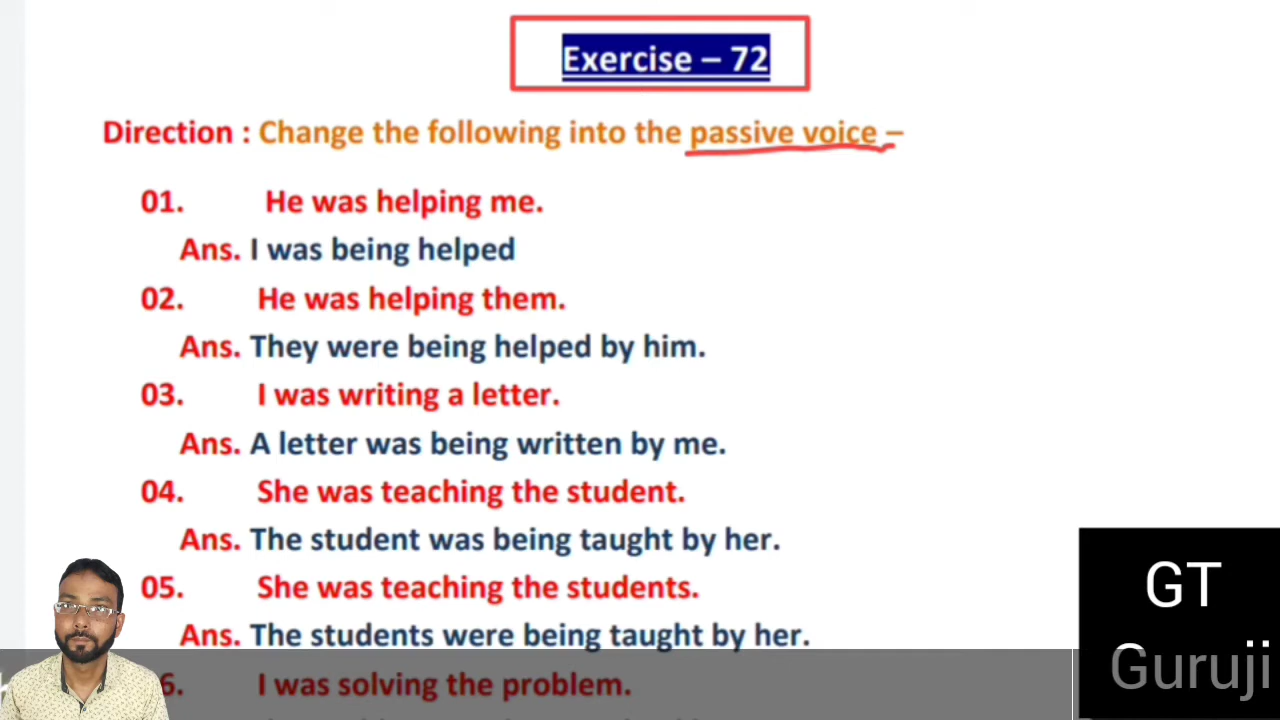 Exercise – 72
Direction : Change the following into the passive voice –
01. He was helping me.
Ans. I was being helped
02. He was helping them.
Ans. They were being helped by him.
03. I was writing a letter.
Ans. A letter was being written by me.
04. She was teaching the student.
Ans. The student was being taught by her.
05. She was teaching the students.
Ans. The students were being taught by her.
6. I was solving the problem.
GT
Guruji